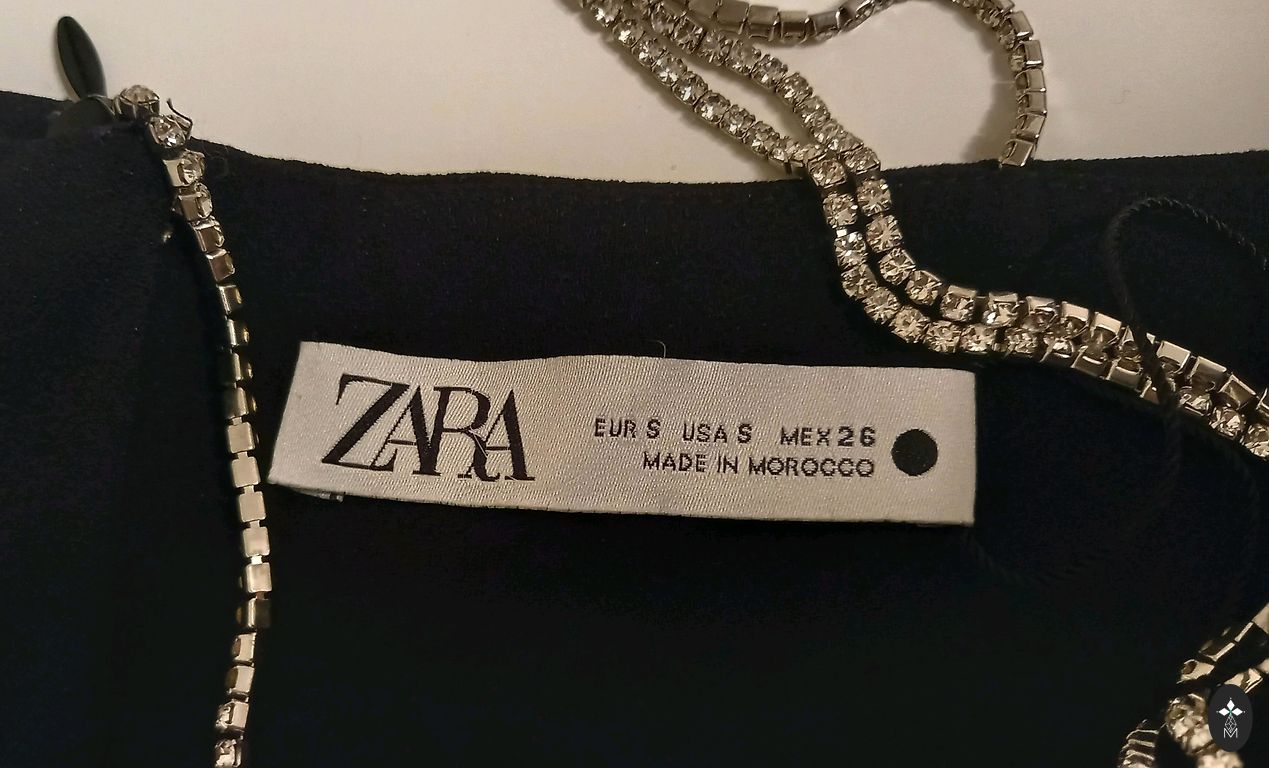 ZARA
EUR S USA S MEX 26
MADE IN MOROCCO
M